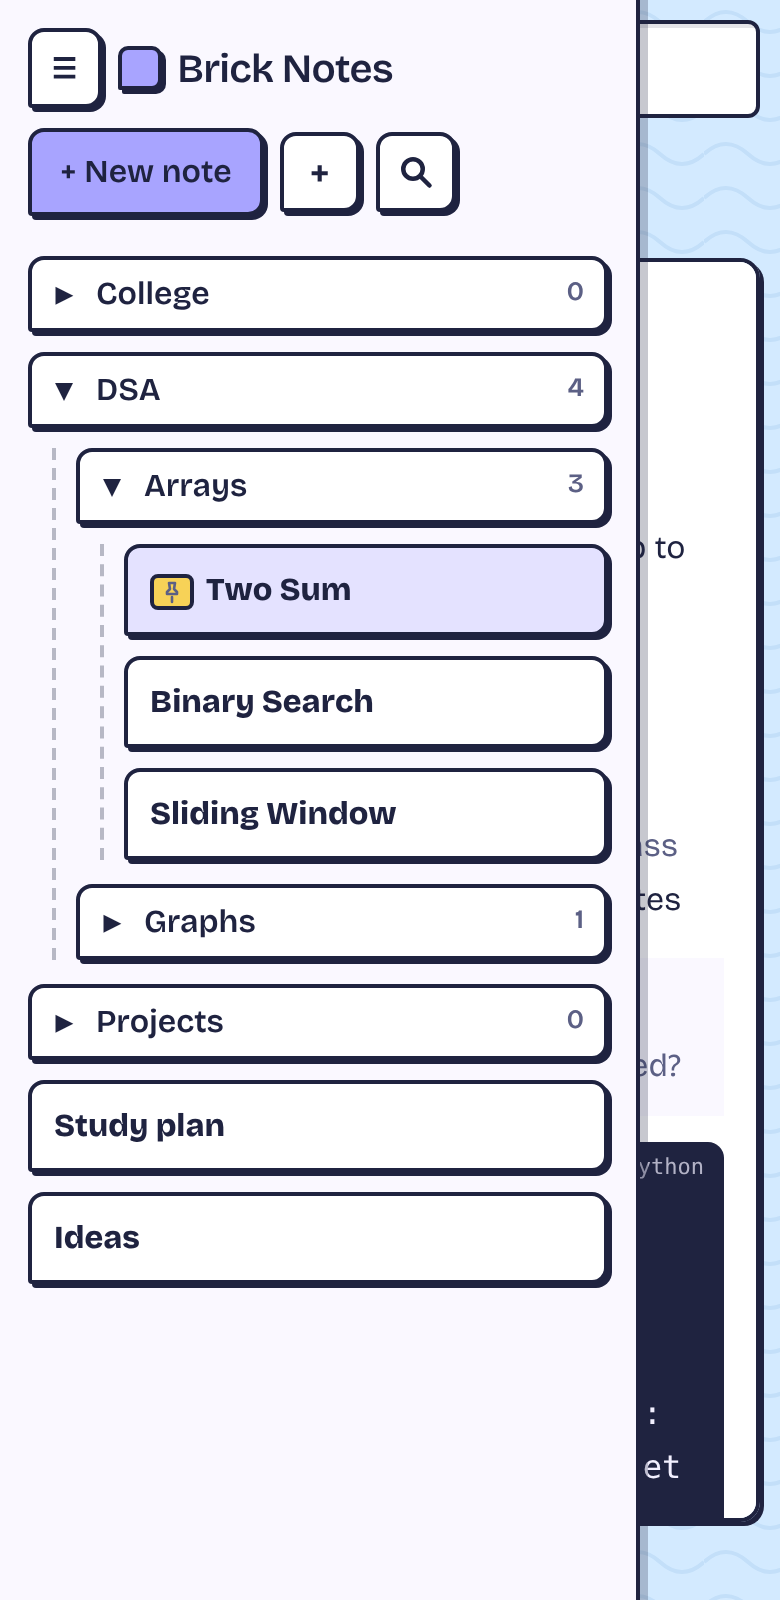 Brick Notes
+ New note
+
College 0
DSA 4
Arrays 3
Two Sum
to
Binary Search
Sliding Window
Graphs 1
Projects 0
Study plan
Ideas
: